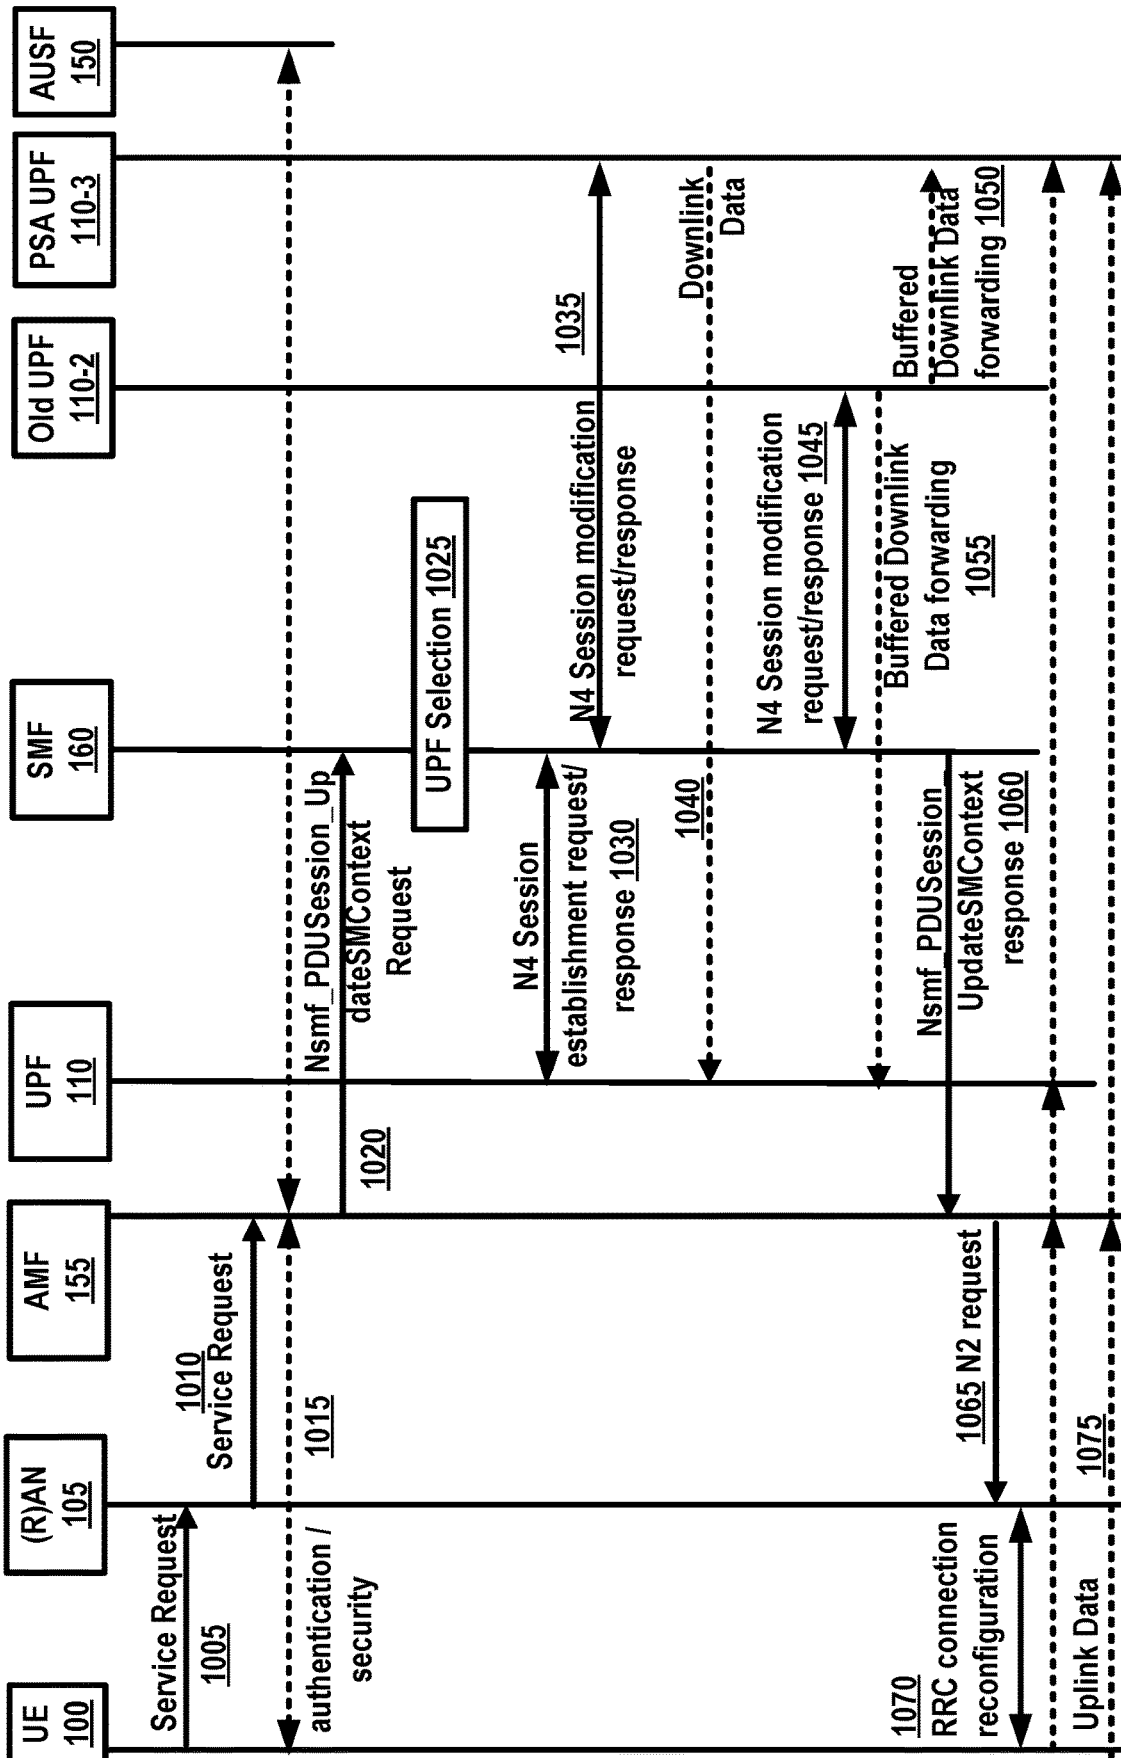 UE
100
(R)AN
105
AMF
155
UPF
110
SMF
160
Old UPF
110-2
PSA UPF
110-3
AUSF
150
Service Request
1005
1010
Service Request
authentication /
security
1015
Nsmf_PDUSession_Up
dateSMContext
Request
1020
UPF Selection 1025
N4 Session
establishment request/
response 1030
N4 Session modification
request/response
1035
1040
Downlink
Data
N4 Session modification
request/response 1045
Buffered
Downlink Data
forwarding 1050
Buffered Downlink
Data forwarding
1055
Nsmf_PDUSession_
UpdateSMContext
response 1060
1065 N2 request
1070
RRC connection
reconfiguration
Uplink Data
1075